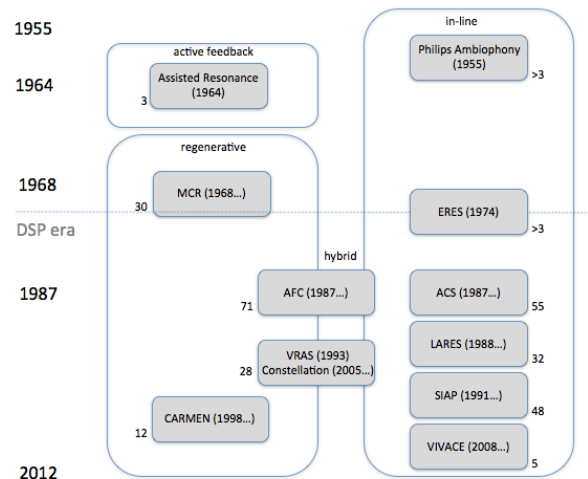 1955
in-line
active feedback
Philips Ambiophony
(1955)
>3
1964
Assisted Resonance
(1964)
3
regenerative
1968
MCR (1968...)
30
ERES (1974)
>3
DSP era
hybrid
1987
AFC (1987...)
71
ACS (1987...)
55
LARES (1988...)
32
VRAS (1993)
Constellation (2005...)
28
SIAP (1991...)
48
CARMEN (1998...)
12
VIVACE (2008...)
5
2012